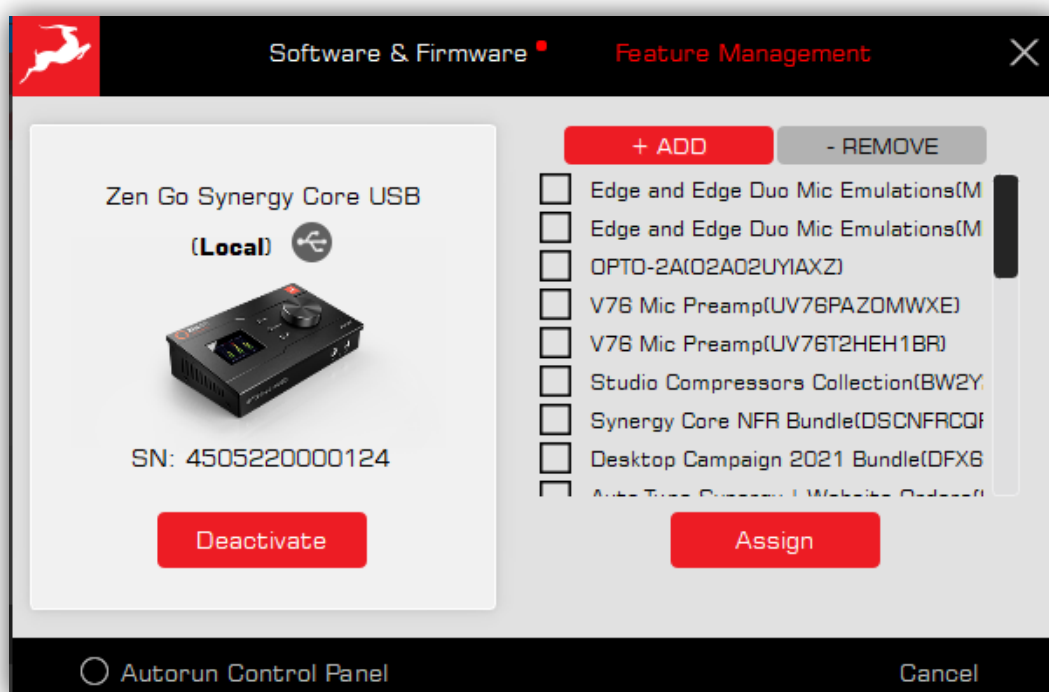 Software & Firmware
Feature Management
Zen Go Synergy Core USB
(Local)
SN: 4505220000124
Deactivate
+ ADD
- REMOVE
Edge and Edge Duo Mic Emulations(M
Edge and Edge Duo Mic Emulations(M
OPTO-2A(O2A02UYIAXZ)
V76 Mic Preamp(UV76PAZOMWXE)
V76 Mic Preamp(UV76T2HEH1BR)
Studio Compressors Collection(BW2Y
Synergy Core NFR Bundle(DSCNFRCQ
Desktop Campaign 2021 Bundle(DFX6
Assign
Autorun Control Panel
Cancel